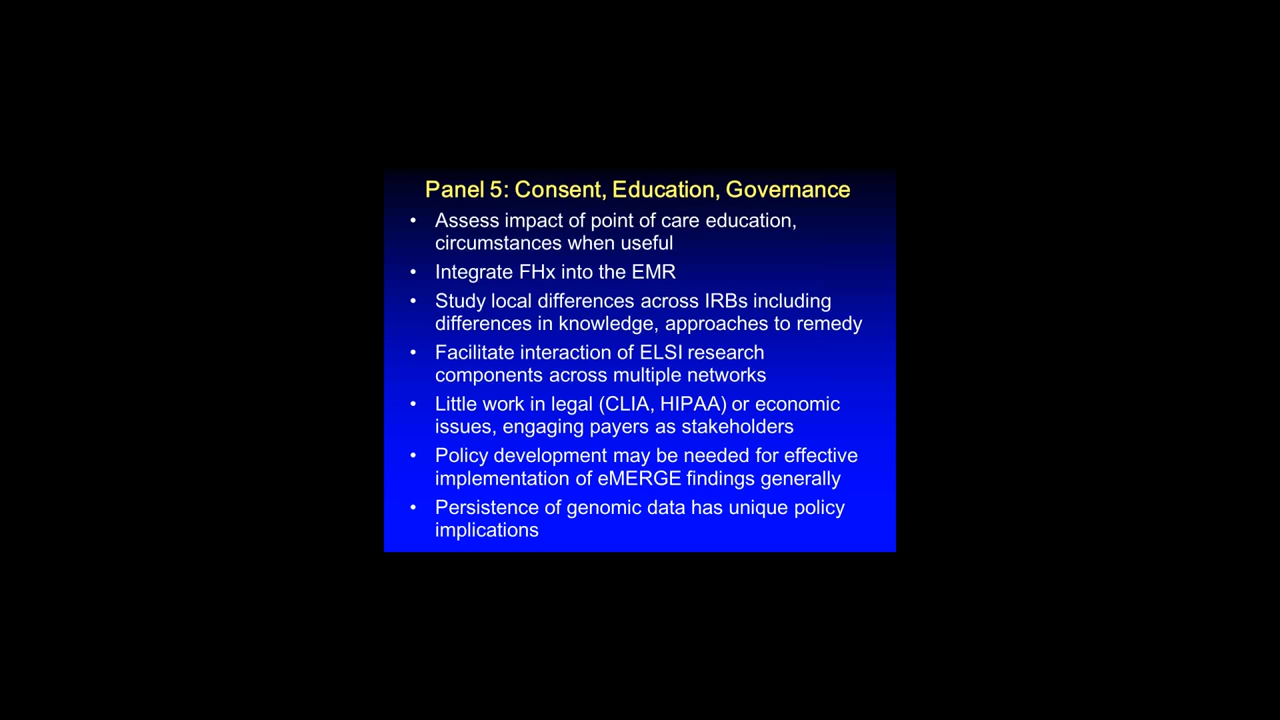 Panel 5: Consent, Education, Governance
• Assess impact of point of care education,
circumstances when useful
• Integrate FHx into the EMR
• Study local differences across IRBs including
differences in knowledge, approaches to remedy
• Facilitate interaction of ELSI research
components across multiple networks
• Little work in legal (CLIA, HIPAA) or economic
issues, engaging payers as stakeholders
• Policy development may be needed for effective
implementation of eMERGE findings generally
• Persistence of genomic data has unique policy
implications